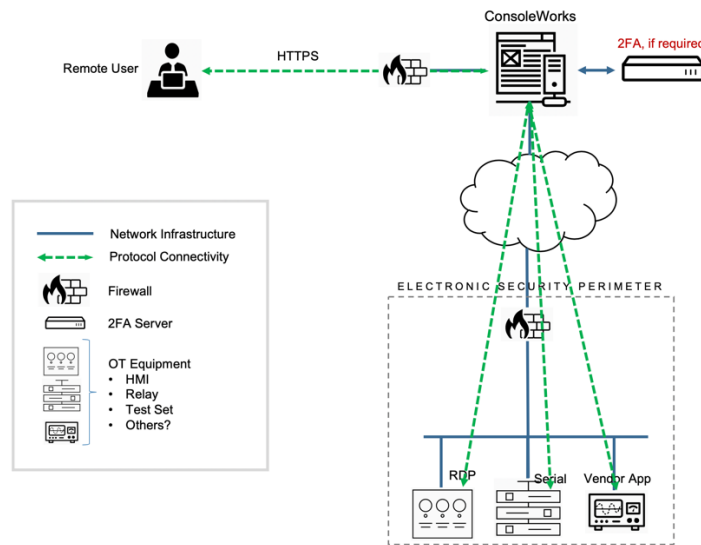 ConsoleWorks
2FA, if required
HTTPS
Remote User
Network Infrastructure
Protocol Connectivity
Firewall
2FA Server
OT Equipment
• HMI
• Relay
• Test Set
• Others?
ELECTRONIC SECURITY PERIMETER
RDP
Serial
Vendor App